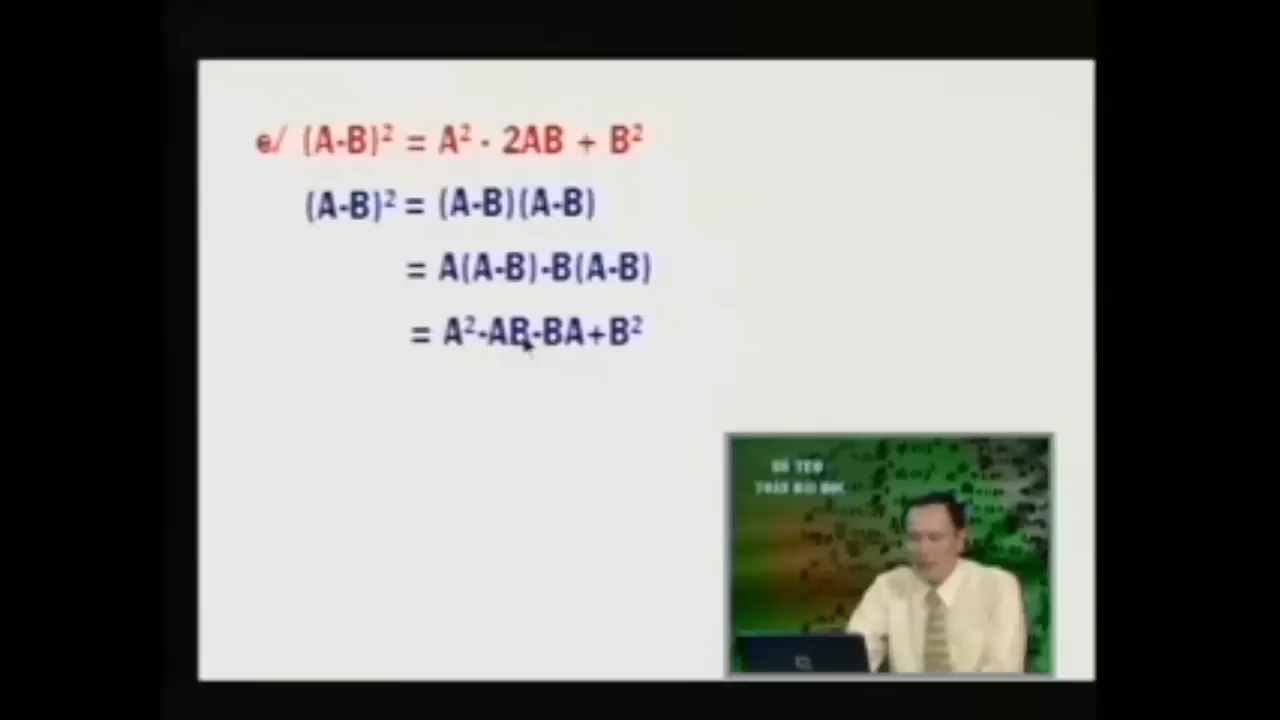 e/ (A-B)² = A² - 2AB + B²
(A-B)² = (A-B)(A-B)
= A(A-B)-B(A-B)
= A²-AB-BA+B²